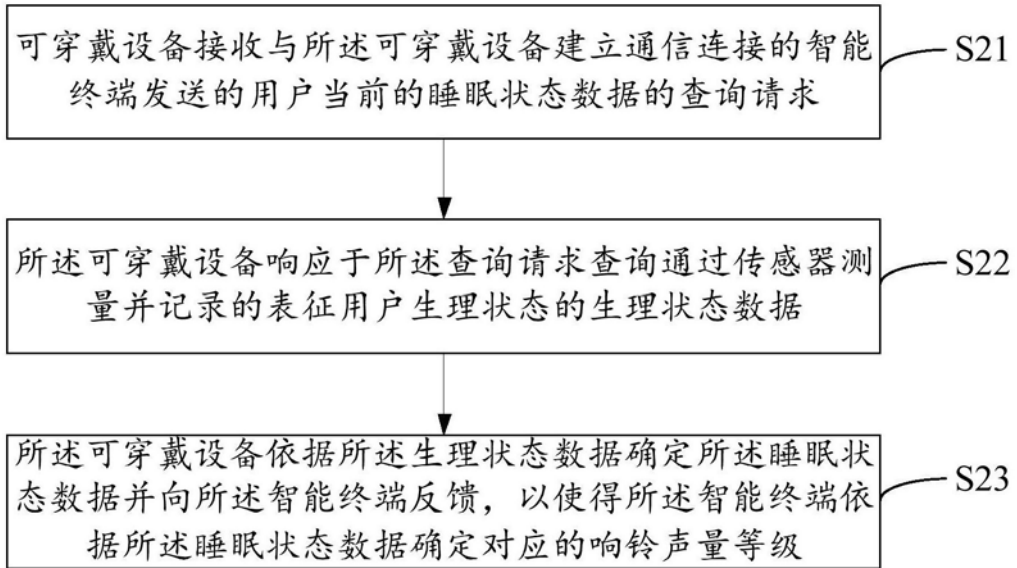 可穿戴设备接收与所述可穿戴设备建立通信连接的智能
终端发送的用户当前的睡眠状态数据的查询请求
S21
所述可穿戴设备响应于所述查询请求查询通过传感器测
量并记录的表征用户生理状态的生理状态数据
S22
所述可穿戴设备依据所述生理状态数据确定所述睡眠状
态数据并向所述智能终端反馈，以使得所述智能终端依
据所述睡眠状态数据确定对应的响铃声量等级
S23